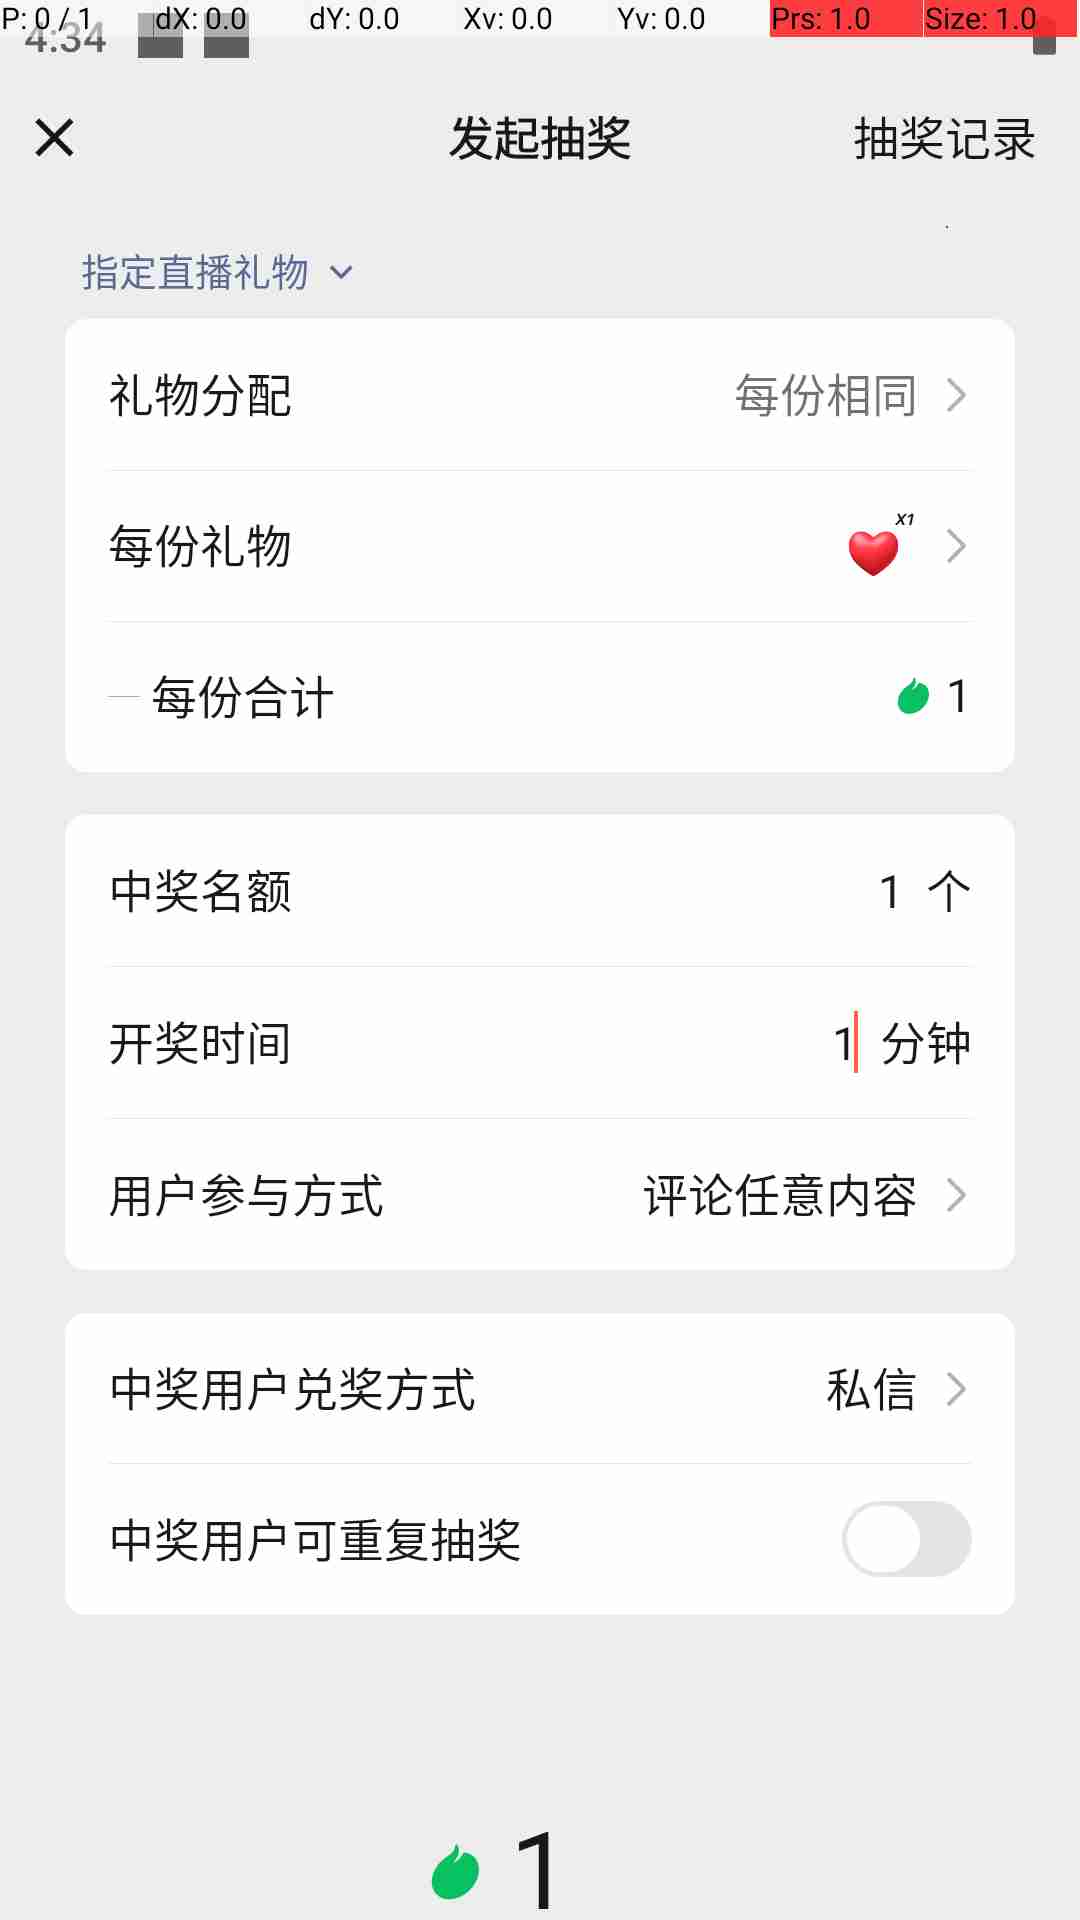 P: 0 / 1 dX: 0.0 dY: 0.0 Xv: 0.0 Yv: 0.0 Prs: 1.0 Size: 1.0
4:34
发起抽奖 抽奖记录
指定直播礼物
礼物分配 每份相同
每份礼物 X1
每份合计 1
中奖名额 1 个
开奖时间 1 分钟
用户参与方式 评论任意内容
中奖用户兑奖方式 私信
中奖用户可重复抽奖
1